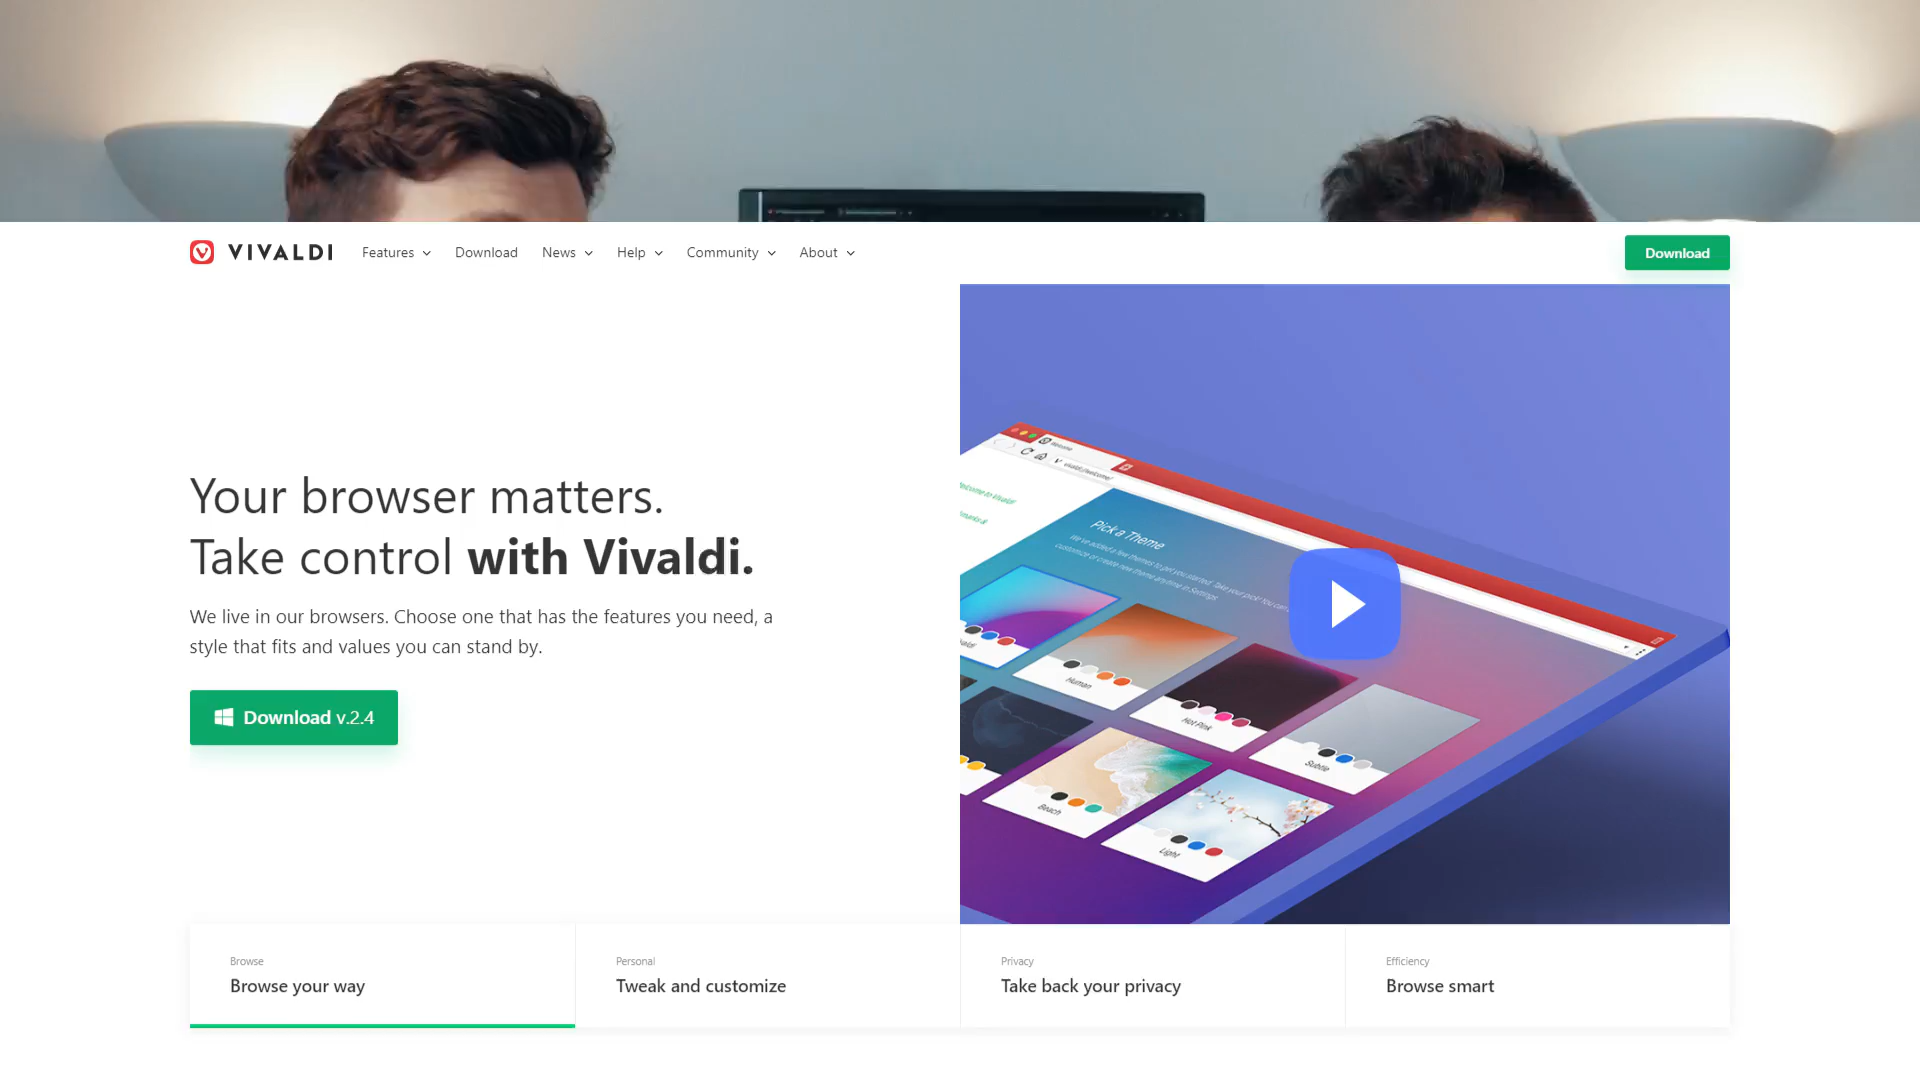 VIVALDI
Features
Download
News
Help
Community
About
Download
Your browser matters.
Take control with Vivaldi.
We live in our browsers. Choose one that has the features you need, a
style that fits and values you can stand by.
Download v.2.4
Pick a Theme
Human
Hot Pink
Subtle
Beach
Light
Browse
Browse your way
Personal
Tweak and customize
Privacy
Take back your privacy
Efficiency
Browse smart